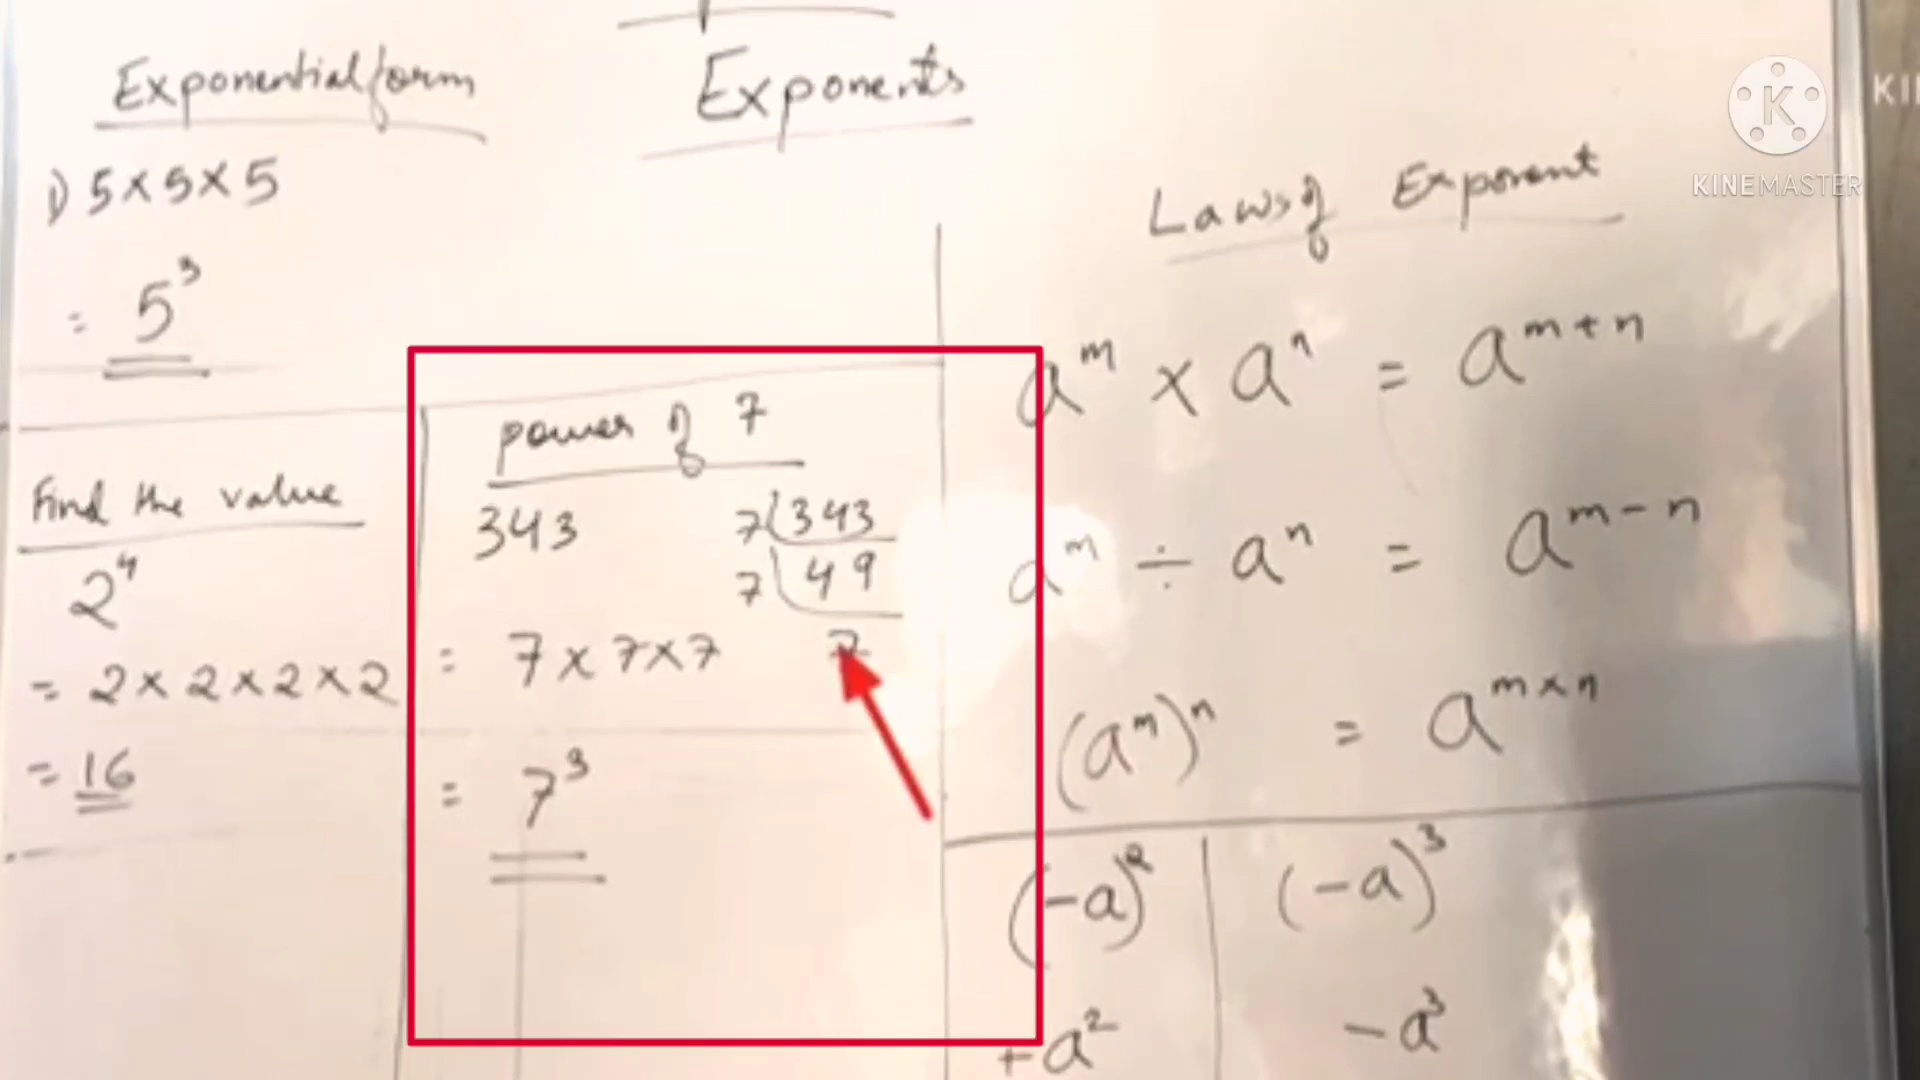 Exponents
Exponential form
1) 5×5×5
= 5³
Find the value
2⁴
= 2×2×2×2
= 16
power of 7
343
7 343
7 49
7
= 7×7×7
= 7³
Laws of Exponent
aᵐ × aⁿ = aᵐ⁺ⁿ
aᵐ ÷ aⁿ = aᵐ⁻ⁿ
(aᵐ)ⁿ = aᵐˣⁿ
(-a)² (-a)³
+a² -a³
K
KINEMASTER
KI